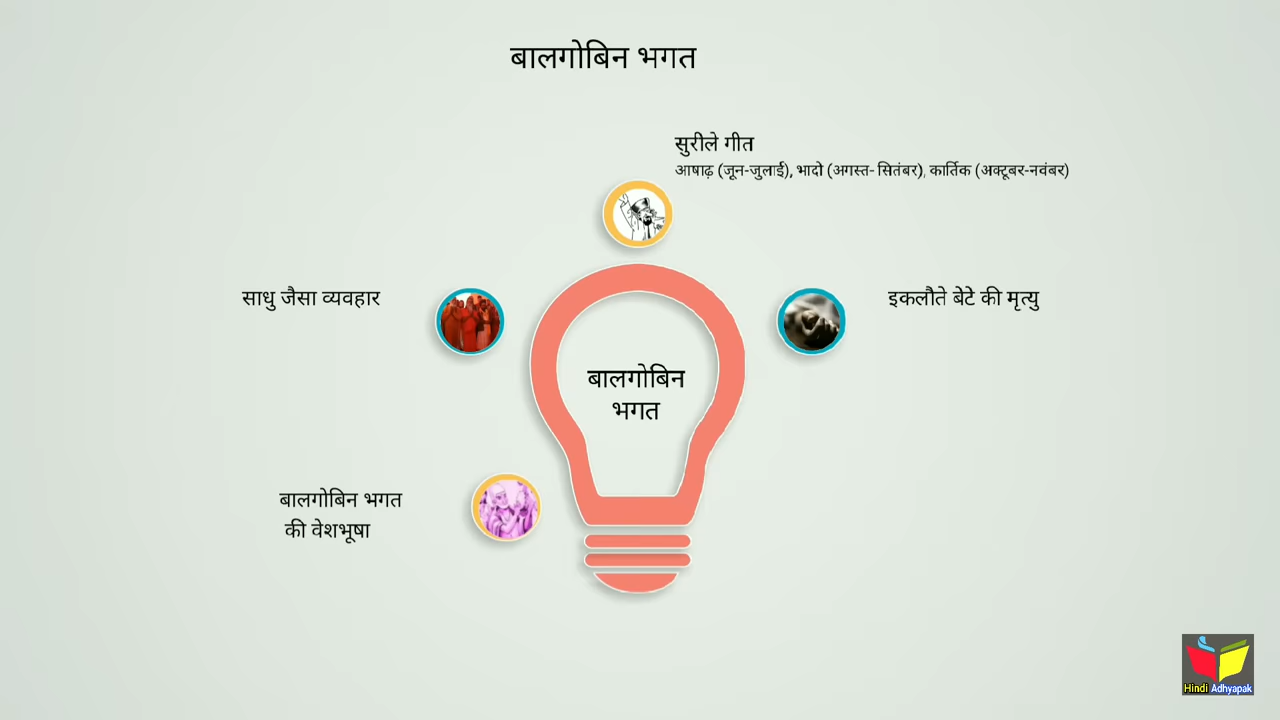 बालगोबिन भगत
सुरीले गीत
आषाढ़ (जून-जुलाई), भादो (अगस्त- सितंबर), कार्तिक (अक्टूबर-नवंबर)
साधु जैसा व्यवहार
इकलौते बेटे की मृत्यु
बालगोबिन
भगत
बालगोबिन भगत
की वेशभूषा
Hindi Adhyapak